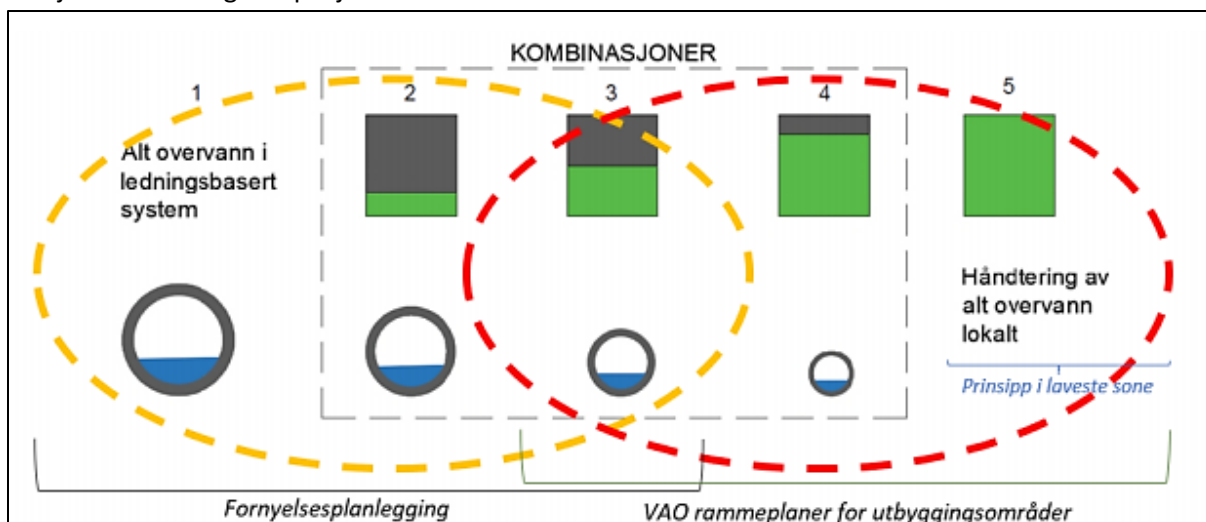 KOMBINASJONER
1
2
3
4
5
Alt overvann i
ledningsbasert
system
Håndtering av
alt overvann
lokalt
Prinsipp i laveste sone
Fornyelsesplanlegging
VAO rammeplaner for utbyggingsområder